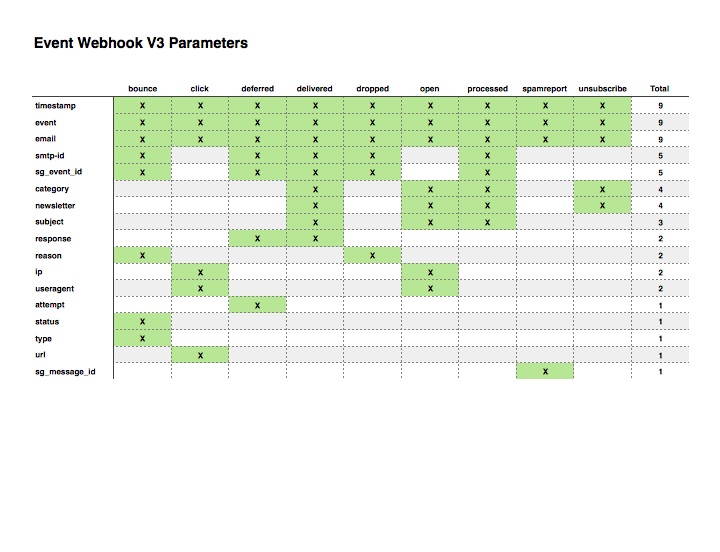 Event Webhook V3 Parameters
bounce click deferred delivered dropped open processed spamreport unsubscribe Total
timestamp X X X X X X X X X 9
event X X X X X X X X X 9
email X X X X X X X X X 9
smtp-id X X X X X 5
sg_event_id X X X X X 5
category X X X X 4
newsletter X X X X 4
subject X X X 3
response X X 2
reason X X 2
ip X X 2
useragent X X 2
attempt X 1
status X 1
type X 1
url X 1
sg_message_id X 1